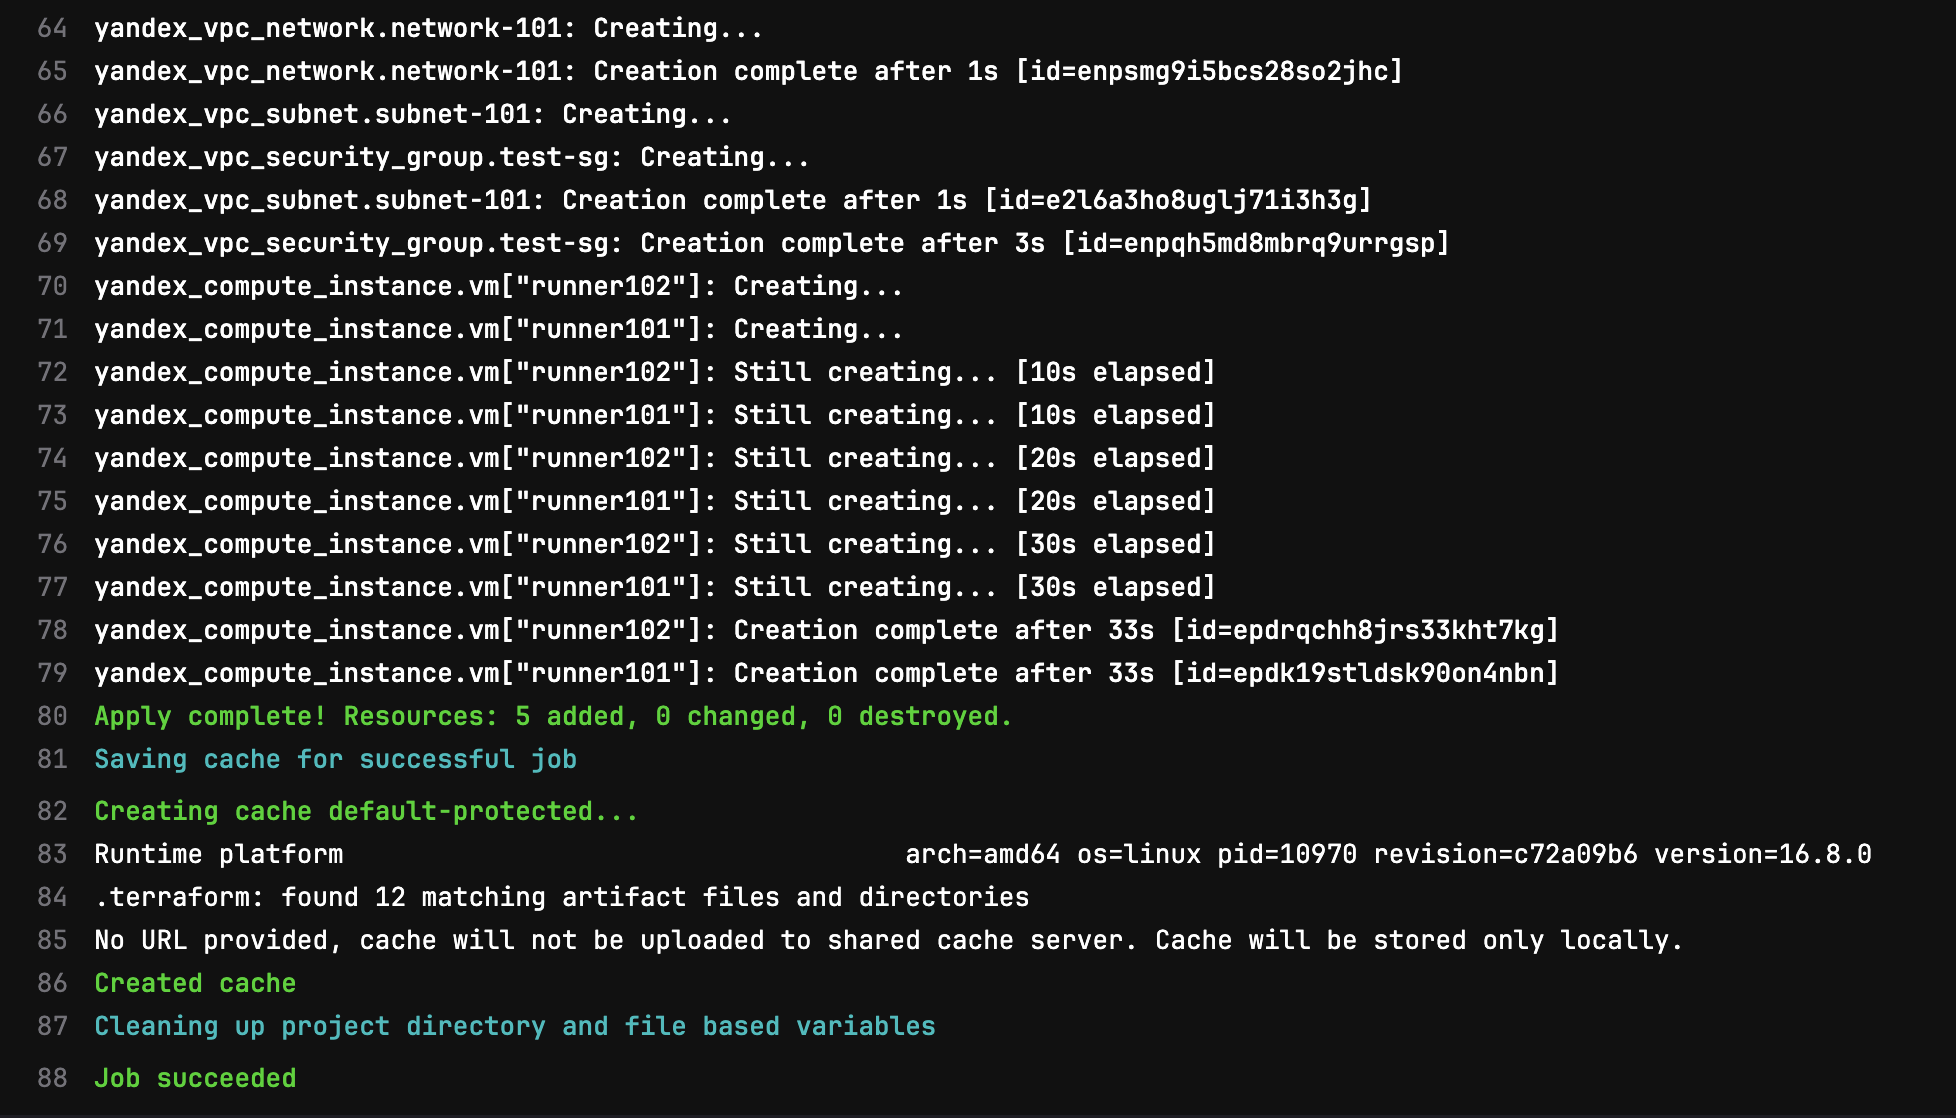 64 yandex_vpc_network.network-101: Creating...
65 yandex_vpc_network.network-101: Creation complete after 1s [id=enpsmg9i5bcs28so2jhc]
66 yandex_vpc_subnet.subnet-101: Creating...
67 yandex_vpc_security_group.test-sg: Creating...
68 yandex_vpc_subnet.subnet-101: Creation complete after 1s [id=e2l6a3ho8uglj71i3h3g]
69 yandex_vpc_security_group.test-sg: Creation complete after 3s [id=enpqh5md8mbrq9urrgsp]
70 yandex_compute_instance.vm["runner102"]: Creating...
71 yandex_compute_instance.vm["runner101"]: Creating...
72 yandex_compute_instance.vm["runner102"]: Still creating... [10s elapsed]
73 yandex_compute_instance.vm["runner101"]: Still creating... [10s elapsed]
74 yandex_compute_instance.vm["runner102"]: Still creating... [20s elapsed]
75 yandex_compute_instance.vm["runner101"]: Still creating... [20s elapsed]
76 yandex_compute_instance.vm["runner102"]: Still creating... [30s elapsed]
77 yandex_compute_instance.vm["runner101"]: Still creating... [30s elapsed]
78 yandex_compute_instance.vm["runner102"]: Creation complete after 33s [id=epdrqchh8jrs33kht7kg]
79 yandex_compute_instance.vm["runner101"]: Creation complete after 33s [id=epdk19stldsk90on4nbn]
80 Apply complete! Resources: 5 added, 0 changed, 0 destroyed.
81 Saving cache for successful job
82 Creating cache default-protected...
83 Runtime platform arch=amd64 os=linux pid=10970 revision=c72a09b6 version=16.8.0
84 .terraform: found 12 matching artifact files and directories
85 No URL provided, cache will not be uploaded to shared cache server. Cache will be stored only locally.
86 Created cache
87 Cleaning up project directory and file based variables
88 Job succeeded